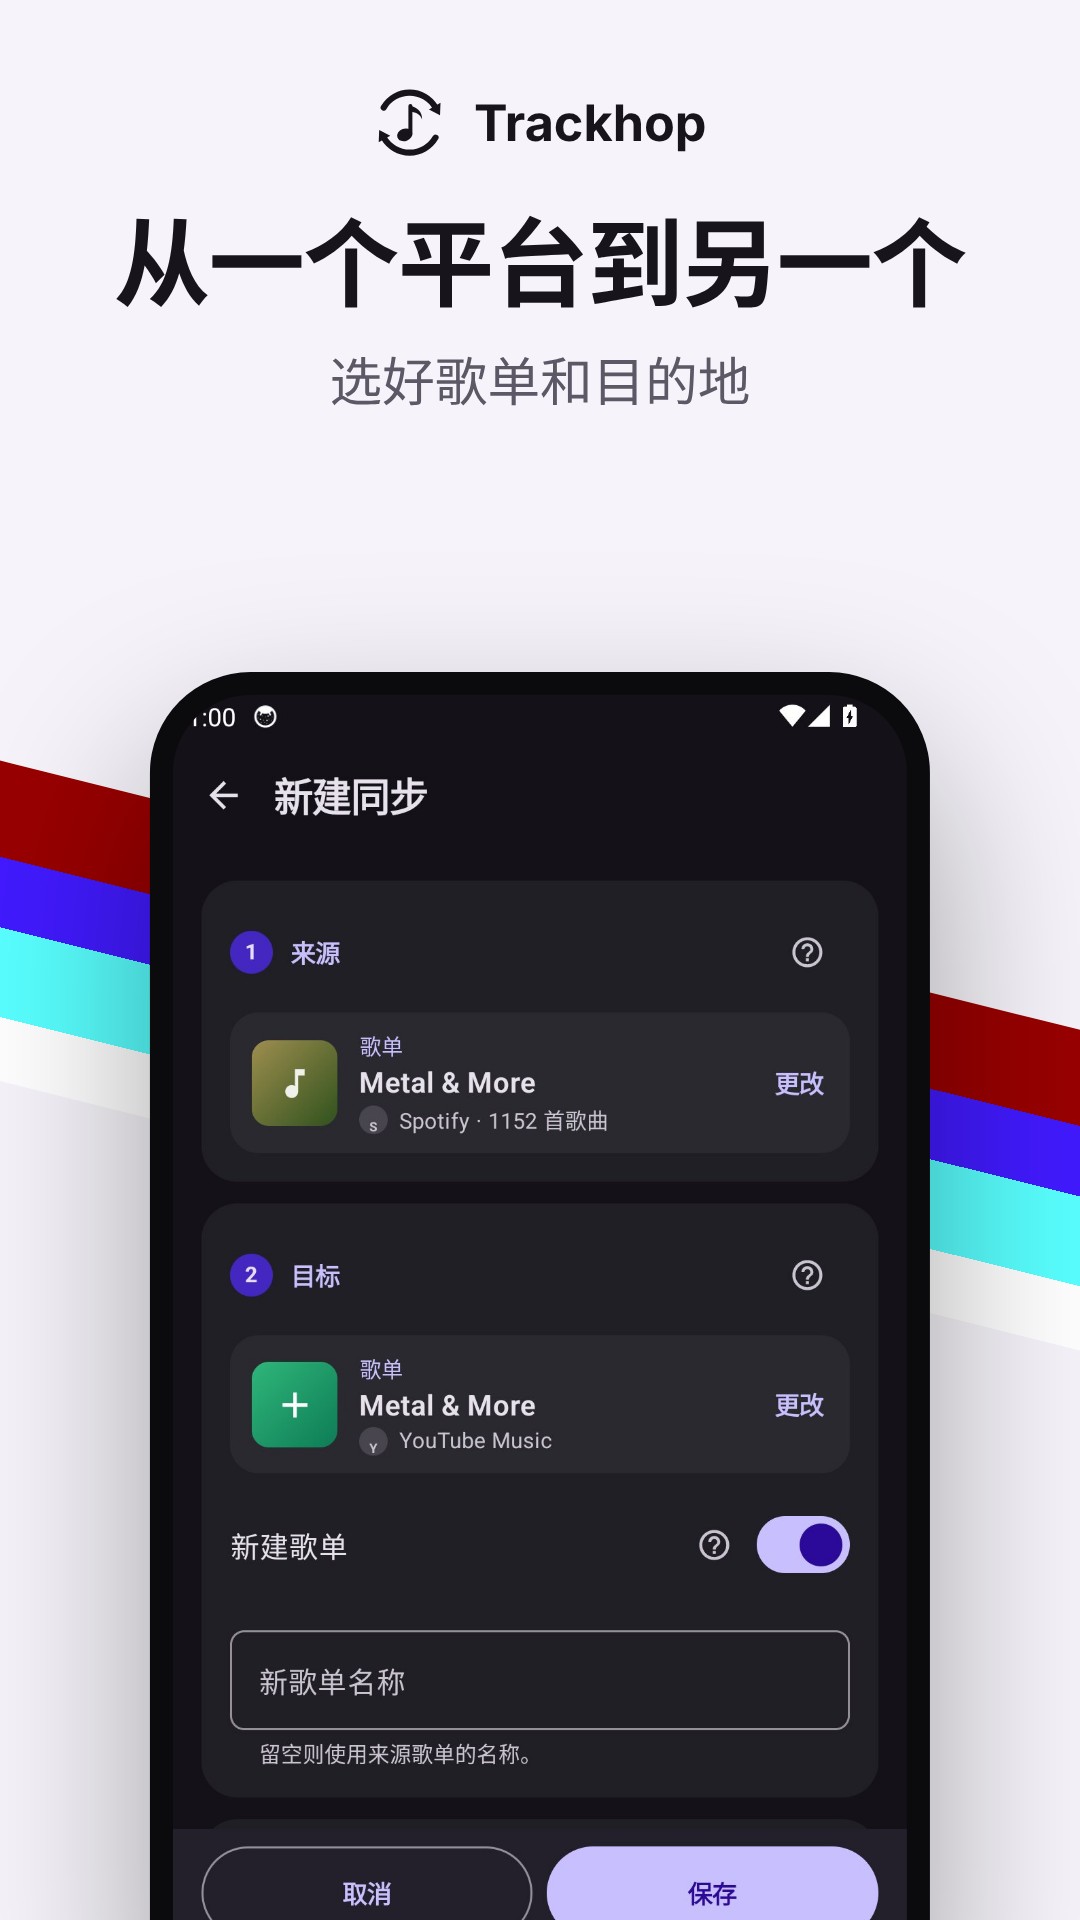 Trackhop
从一个平台到另一个
选好歌单和目的地
:00
新建同步
1 来源
歌单
Metal & More
更改
S Spotify · 1152 首歌曲
2 目标
歌单
Metal & More
更改
Y YouTube Music
新建歌单
新歌单名称
留空则使用来源歌单的名称。
取消 保存